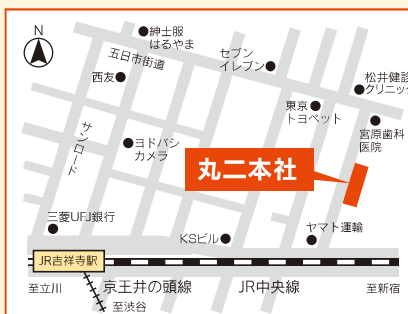 N
紳士服
はるやま
五日市街道
セブン
イレブン
西友
松井健診
クリニック
東京
トヨペット
サンロード
ヨドバシ
カメラ
宮原歯科
医院
丸二本社
三菱UFJ銀行
KSビル
ヤマト運輸
JR吉祥寺駅
至立川
京王井の頭線
JR中央線
至新宿
至渋谷